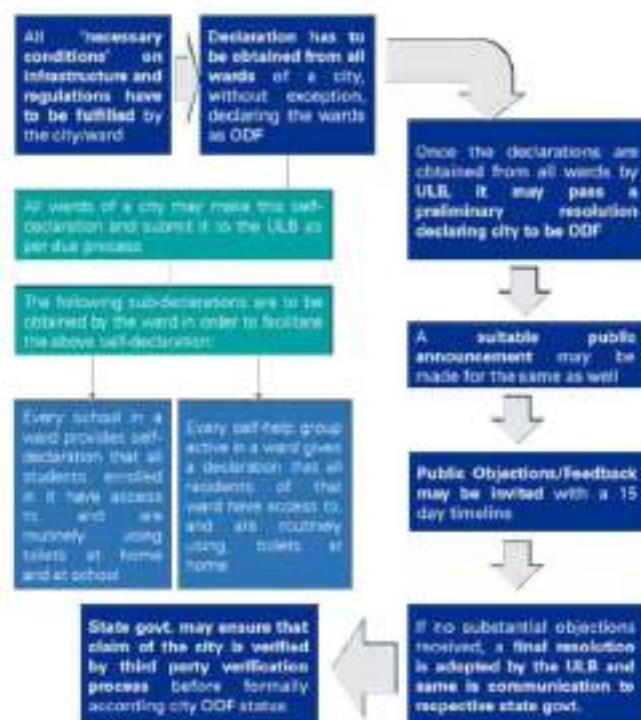 All "necessary
conditions" on
infrastructure and
regulations have
to be fulfilled by
the city/ward
Declaration has to
be obtained from all
wards of a city,
without exception,
declaring the wards
as ODF
Once the declarations are
obtained from all wards by
ULB, it may pass a
preliminary resolution
declaring city to be ODF
All wards of a city may make this self-
declaration and submit it to the ULB as
per due process
The following sub-declarations are to be
obtained by the ward in order to facilitate
the above self-declaration:
A suitable public
announcement may be
made for the same as well
Every school in a
ward provides self-
declaration that all
students enrolled
in it have access
to, and are
routinely using
toilets at home
and at school
Every self-help group
active in a ward gives
a declaration that all
residents of that
ward have access to,
and are routinely
using, toilets at
home
Public Objections/Feedback
may be invited with a 15
day timeline
State govt. may ensure that
claim of the city is verified
by third party verification
process before formally
according city ODF status
If no substantial objections
received, a final resolution
is adopted by the ULB and
same is communication to
respective state govt.